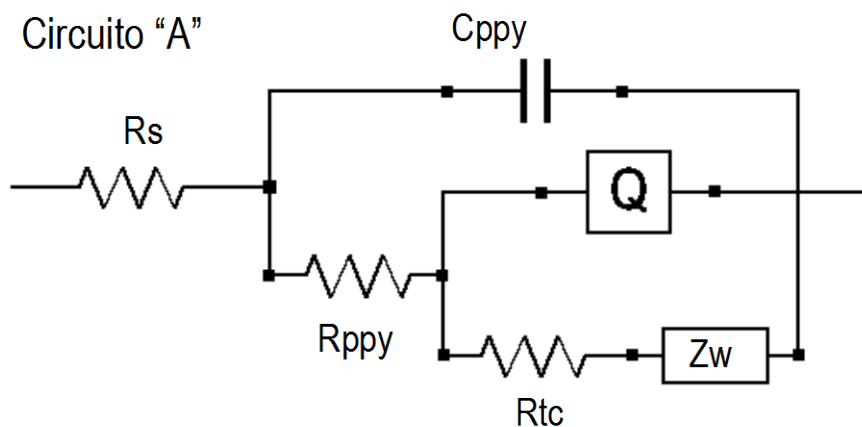 Circuito “A”
Cppy
Rs
Q
Rppy
Zw
Rtc